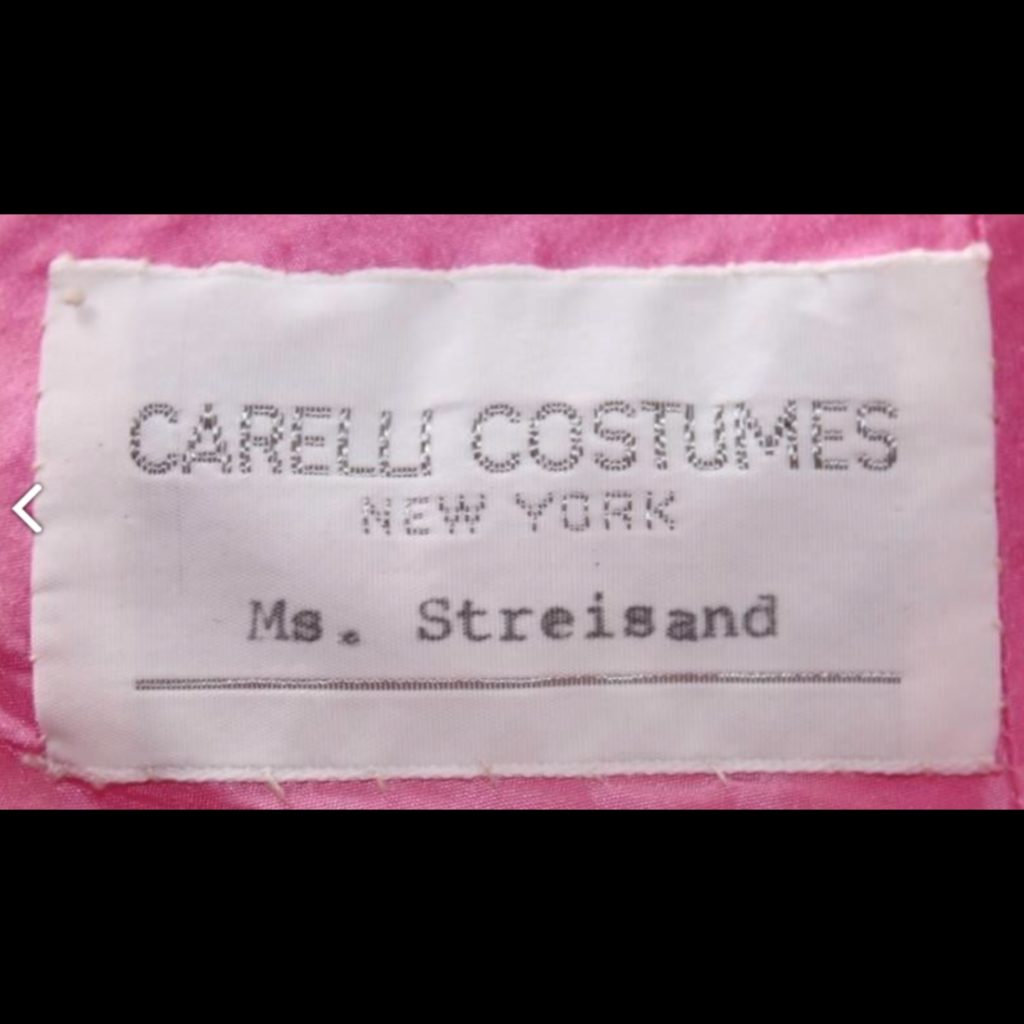 CARELLI COSTUMES
NEW YORK
Ms. Streisand